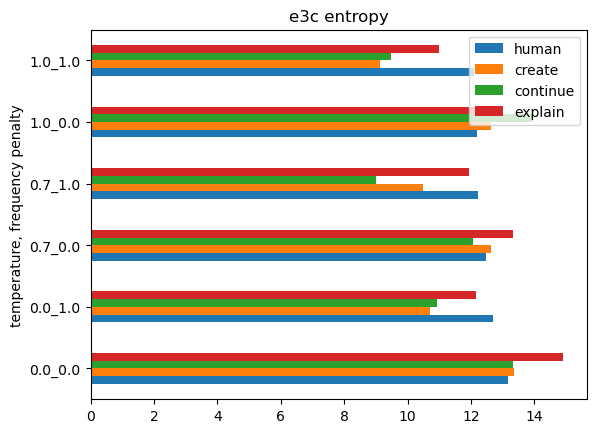 e3c entropy
human
create
continue
explain
temperature, frequency penalty
1.0_1.0
1.0_0.0
0.7_1.0
0.7_0.0
0.0_1.0
0.0_0.0
0 2 4 6 8 10 12 14